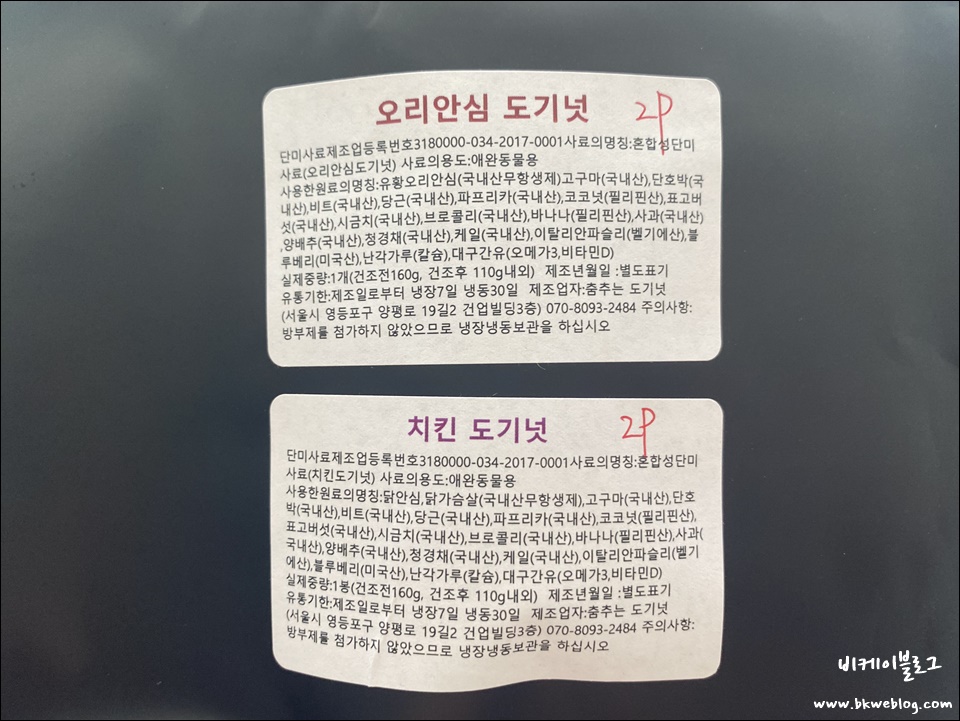 오리안심 도기넛 2P
단미사료제조업등록번호3180000-034-2017-0001사료의명칭:혼합성단미
사료(오리안심도기넛) 사료의용도:애완동물용
사용한원료의명칭:유황오리안심(국내산무항생제)고구마(국내산),단호박(국
내산),비트(국내산),당근(국내산),파프리카(국내산),코코넛(필리핀산),표고버
섯(국내산),시금치(국내산),브로콜리(국내산),바나나(필리핀산),사과(국내산)
,양배추(국내산),청경채(국내산),케일(국내산),이탈리안파슬리(벨기에산),블
루베리(미국산),난각가루(칼슘),대구간유(오메가3,비타민D)
실제중량:1개(건조전160g, 건조후 110g내외) 제조년월일 :별도표기
유통기한:제조일로부터 냉장7일 냉동30일 제조업자:춤추는 도기넛
(서울시 영등포구 양평로 19길2 건업빌딩3층) 070-8093-2484 주의사항:
방부제를 첨가하지 않았으므로 냉장냉동보관을 하십시오
치킨 도기넛 2P
단미사료제조업등록번호3180000-034-2017-0001사료의명칭:혼합성단미
사료(치킨도기넛) 사료의용도:애완동물용
사용한원료의명칭:닭안심,닭가슴살(국내산무항생제),고구마(국내산),단호
박(국내산),비트(국내산),당근(국내산),파프리카(국내산),코코넛(필리핀산),
표고버섯(국내산),시금치(국내산),브로콜리(국내산),바나나(필리핀산),사과(
국내산),양배추(국내산),청경채(국내산),케일(국내산),이탈리안파슬리(벨기
에산),블루베리(미국산),난각가루(칼슘),대구간유(오메가3,비타민D)
실제중량:1봉(건조전160g, 건조후 110g내외) 제조년월일 :별도표기
유통기한:제조일로부터 냉장7일 냉동30일 제조업자:춤추는 도기넛
(서울시 영등포구 양평로 19길2 건업빌딩3층) 070-8093-2484 주의사항:
방부제를 첨가하지 않았으므로 냉장냉동보관을 하십시오
비케이블로그
www.bkweblog.com